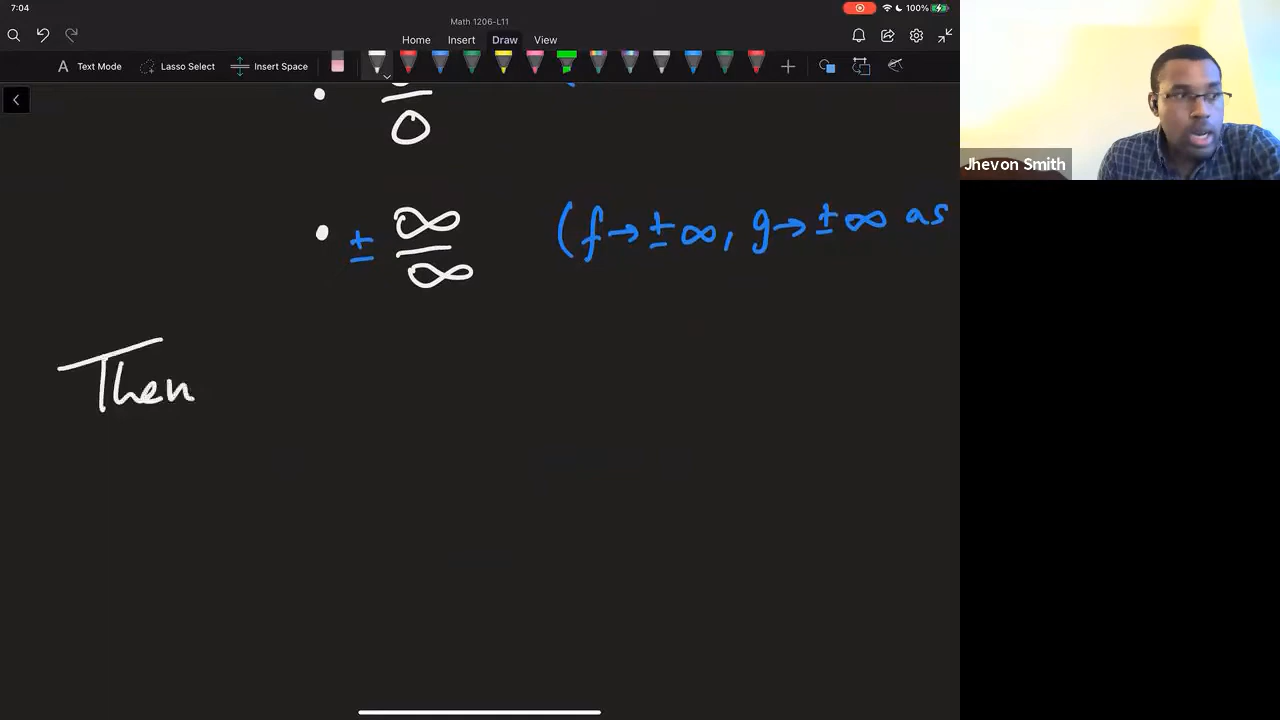 7:04
100%
Math 1206-L11
Home Insert Draw View
Text Mode Lasso Select Insert Space
Jhevon Smith
• 0/0
• ± ∞/∞ (f → ± ∞, g → ± ∞ as
Then